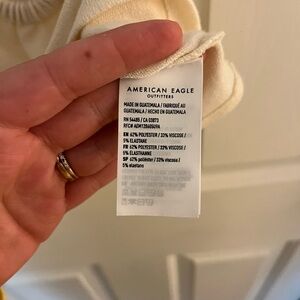 AMERICAN EAGLE
OUTFITTERS
MADE IN GUATEMALA / FABRIQUÉ AU
GUATEMALA / HECHO EN GUATEMALA
RN 54485 / CA 03873
EN 62% POLYESTER / 33% VISCOSE /
5% ELASTANE
FR 62% POLYESTER / 33% VISCOSE /
5% ÉLASTHANNE
SP 62% poliéster / 33% viscosa /
5% elastano